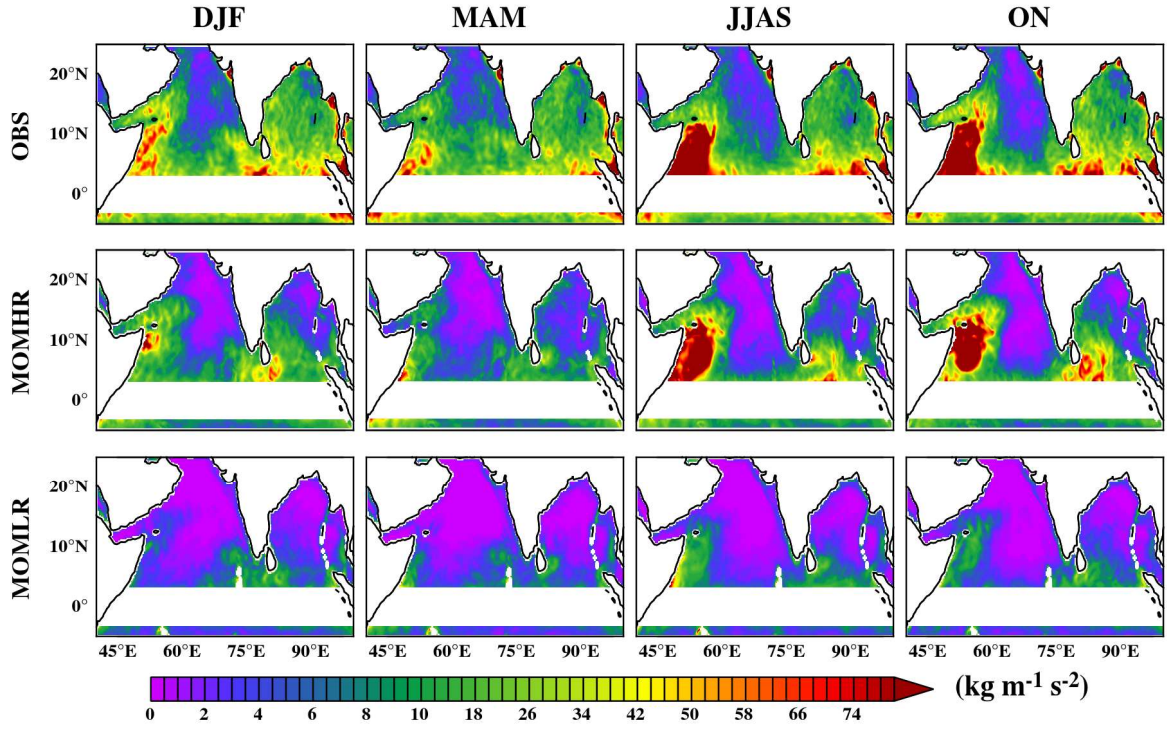 DJF MAM JJAS ON
OBS
20°N
10°N
0°
MOMHR
20°N
10°N
0°
MOMLR
20°N
10°N
0°
45°E 60°E 75°E 90°E 45°E 60°E 75°E 90°E 45°E 60°E 75°E 90°E 45°E 60°E 75°E 90°E
(kg m-1 s-2)
0 2 4 6 8 10 18 26 34 42 50 58 66 74